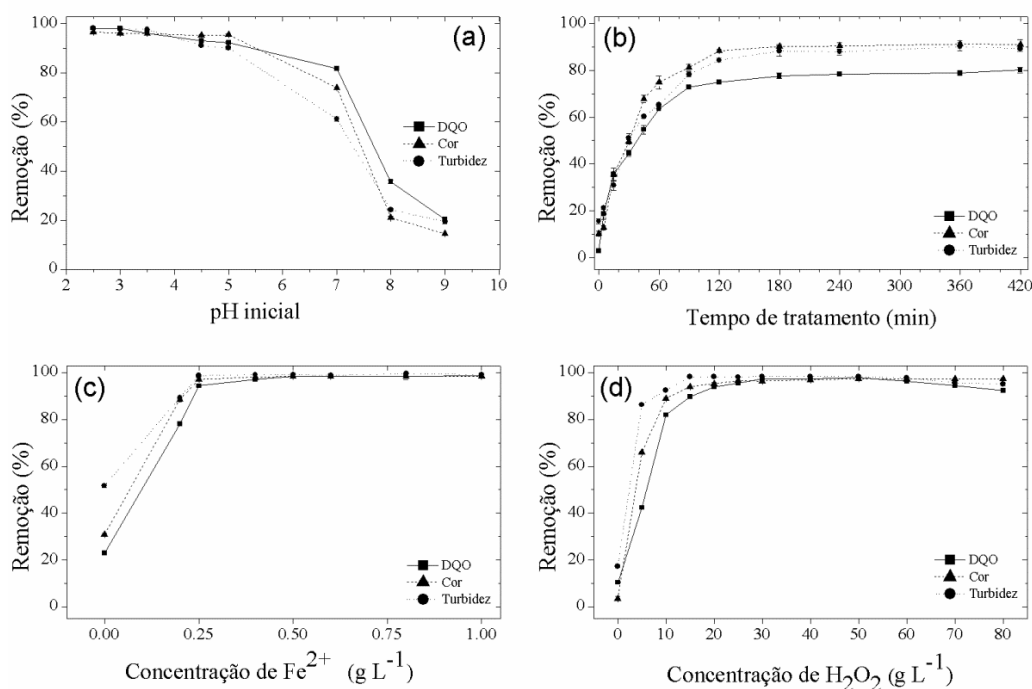 (a)
Remoção (%)
100
80
60
40
20
0
DQO
Cor
Turbidez
2 3 4 5 6 7 8 9 10
pH inicial
(b)
Remoção (%)
100
80
60
40
20
0
DQO
Cor
Turbidez
0 60 120 180 240 300 360 420
Tempo de tratamento (min)
(c)
Remoção (%)
100
80
60
40
20
0
DQO
Cor
Turbidez
0.00 0.25 0.50 0.75 1.00
Concentração de Fe²⁺ (g L⁻¹)
(d)
Remoção (%)
100
80
60
40
20
0
DQO
Cor
Turbidez
0 10 20 30 40 50 60 70 80
Concentração de H₂O₂ (g L⁻¹)